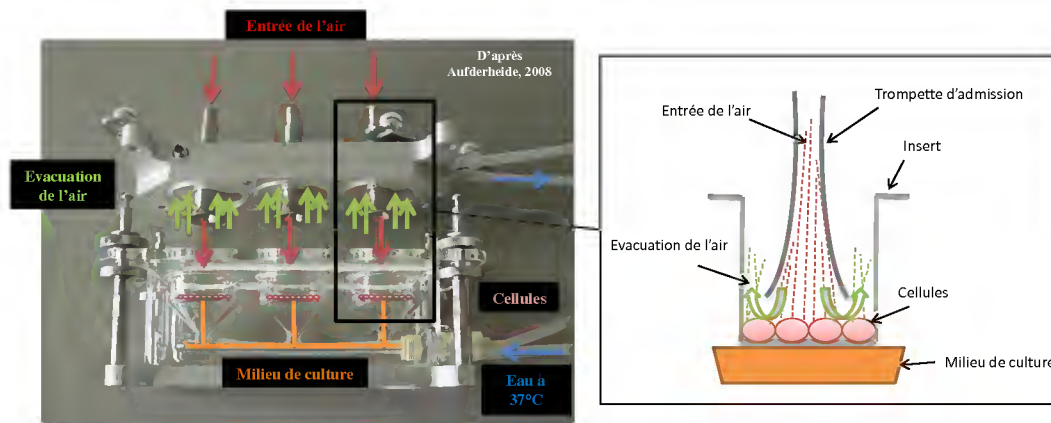 Entrée de l'air
D'après
Aufderheide, 2008
Evacuation
de l'air
Cellules
Milieu de culture
Eau à
37°C
Entrée de l'air
Trompette d'admission
Insert
Evacuation de l'air
Cellules
Milieu de culture